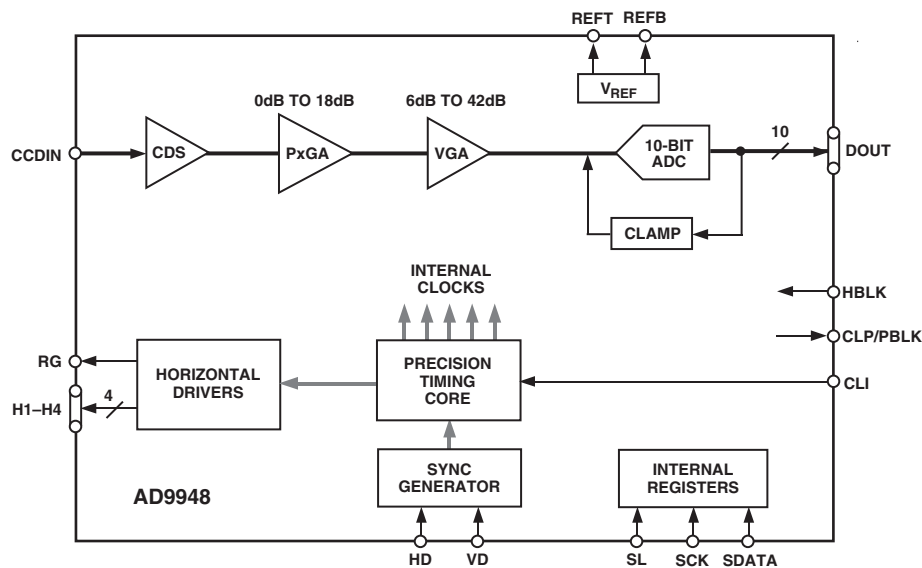 REFT REFB
V_REF
0dB TO 18dB 6dB TO 42dB
CCDIN
CDS
PxGA
VGA
10-BIT
ADC
10
DOUT
CLAMP
INTERNAL
CLOCKS
HBLK
CLP/PBLK
CLI
RG
H1–H4
4
HORIZONTAL
DRIVERS
PRECISION
TIMING
CORE
SYNC
GENERATOR
INTERNAL
REGISTERS
AD9948
HD VD SL SCK SDATA